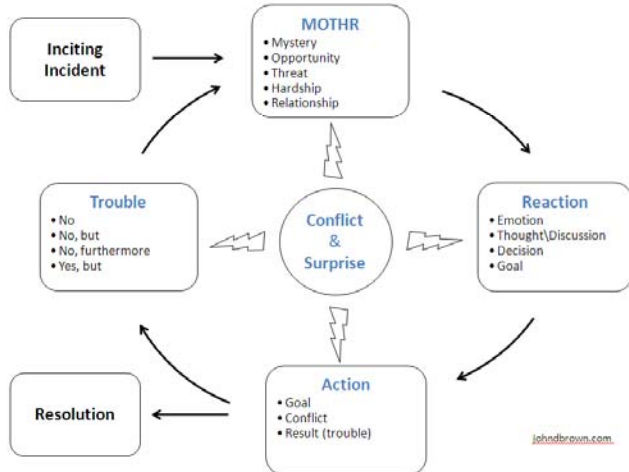 Inciting
Incident
MOTHR
• Mystery
• Opportunity
• Threat
• Hardship
• Relationship
Trouble
• No
• No, but
• No, furthermore
• Yes, but
Conflict
&
Surprise
Reaction
• Emotion
• Thought\Discussion
• Decision
• Goal
Action
• Goal
• Conflict
• Result (trouble)
Resolution
johndbrown.com